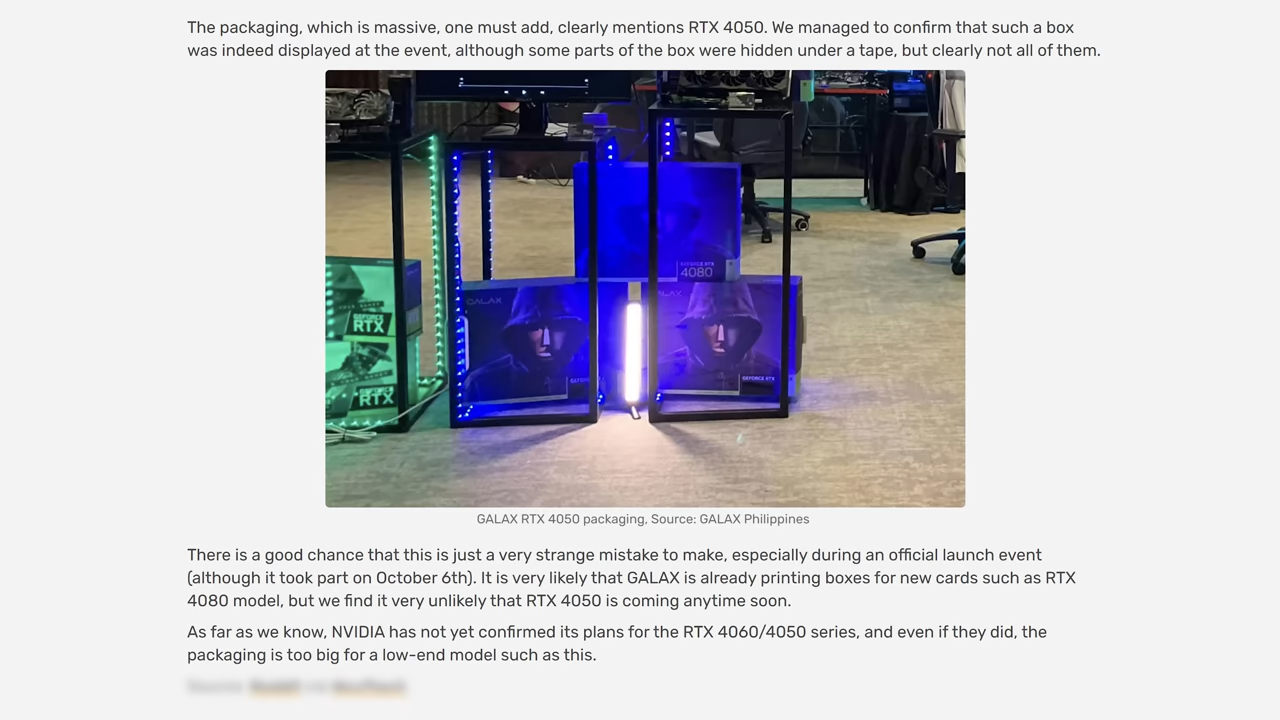 The packaging, which is massive, one must add, clearly mentions RTX 4050. We managed to confirm that such a box
was indeed displayed at the event, although some parts of the box were hidden under a tape, but clearly not all of them.
GEFORCE RTX
4080
GALAX
GALAX
GEFORCE RTX
RTX
RTX
GALAX RTX 4050 packaging, Source: GALAX Philippines
There is a good chance that this is just a very strange mistake to make, especially during an official launch event
(although it took part on October 6th). It is very likely that GALAX is already printing boxes for new cards such as RTX
4080 model, but we find it very unlikely that RTX 4050 is coming anytime soon.
As far as we know, NVIDIA has not yet confirmed its plans for the RTX 4060/4050 series, and even if they did, the
packaging is too big for a low-end model such as this.